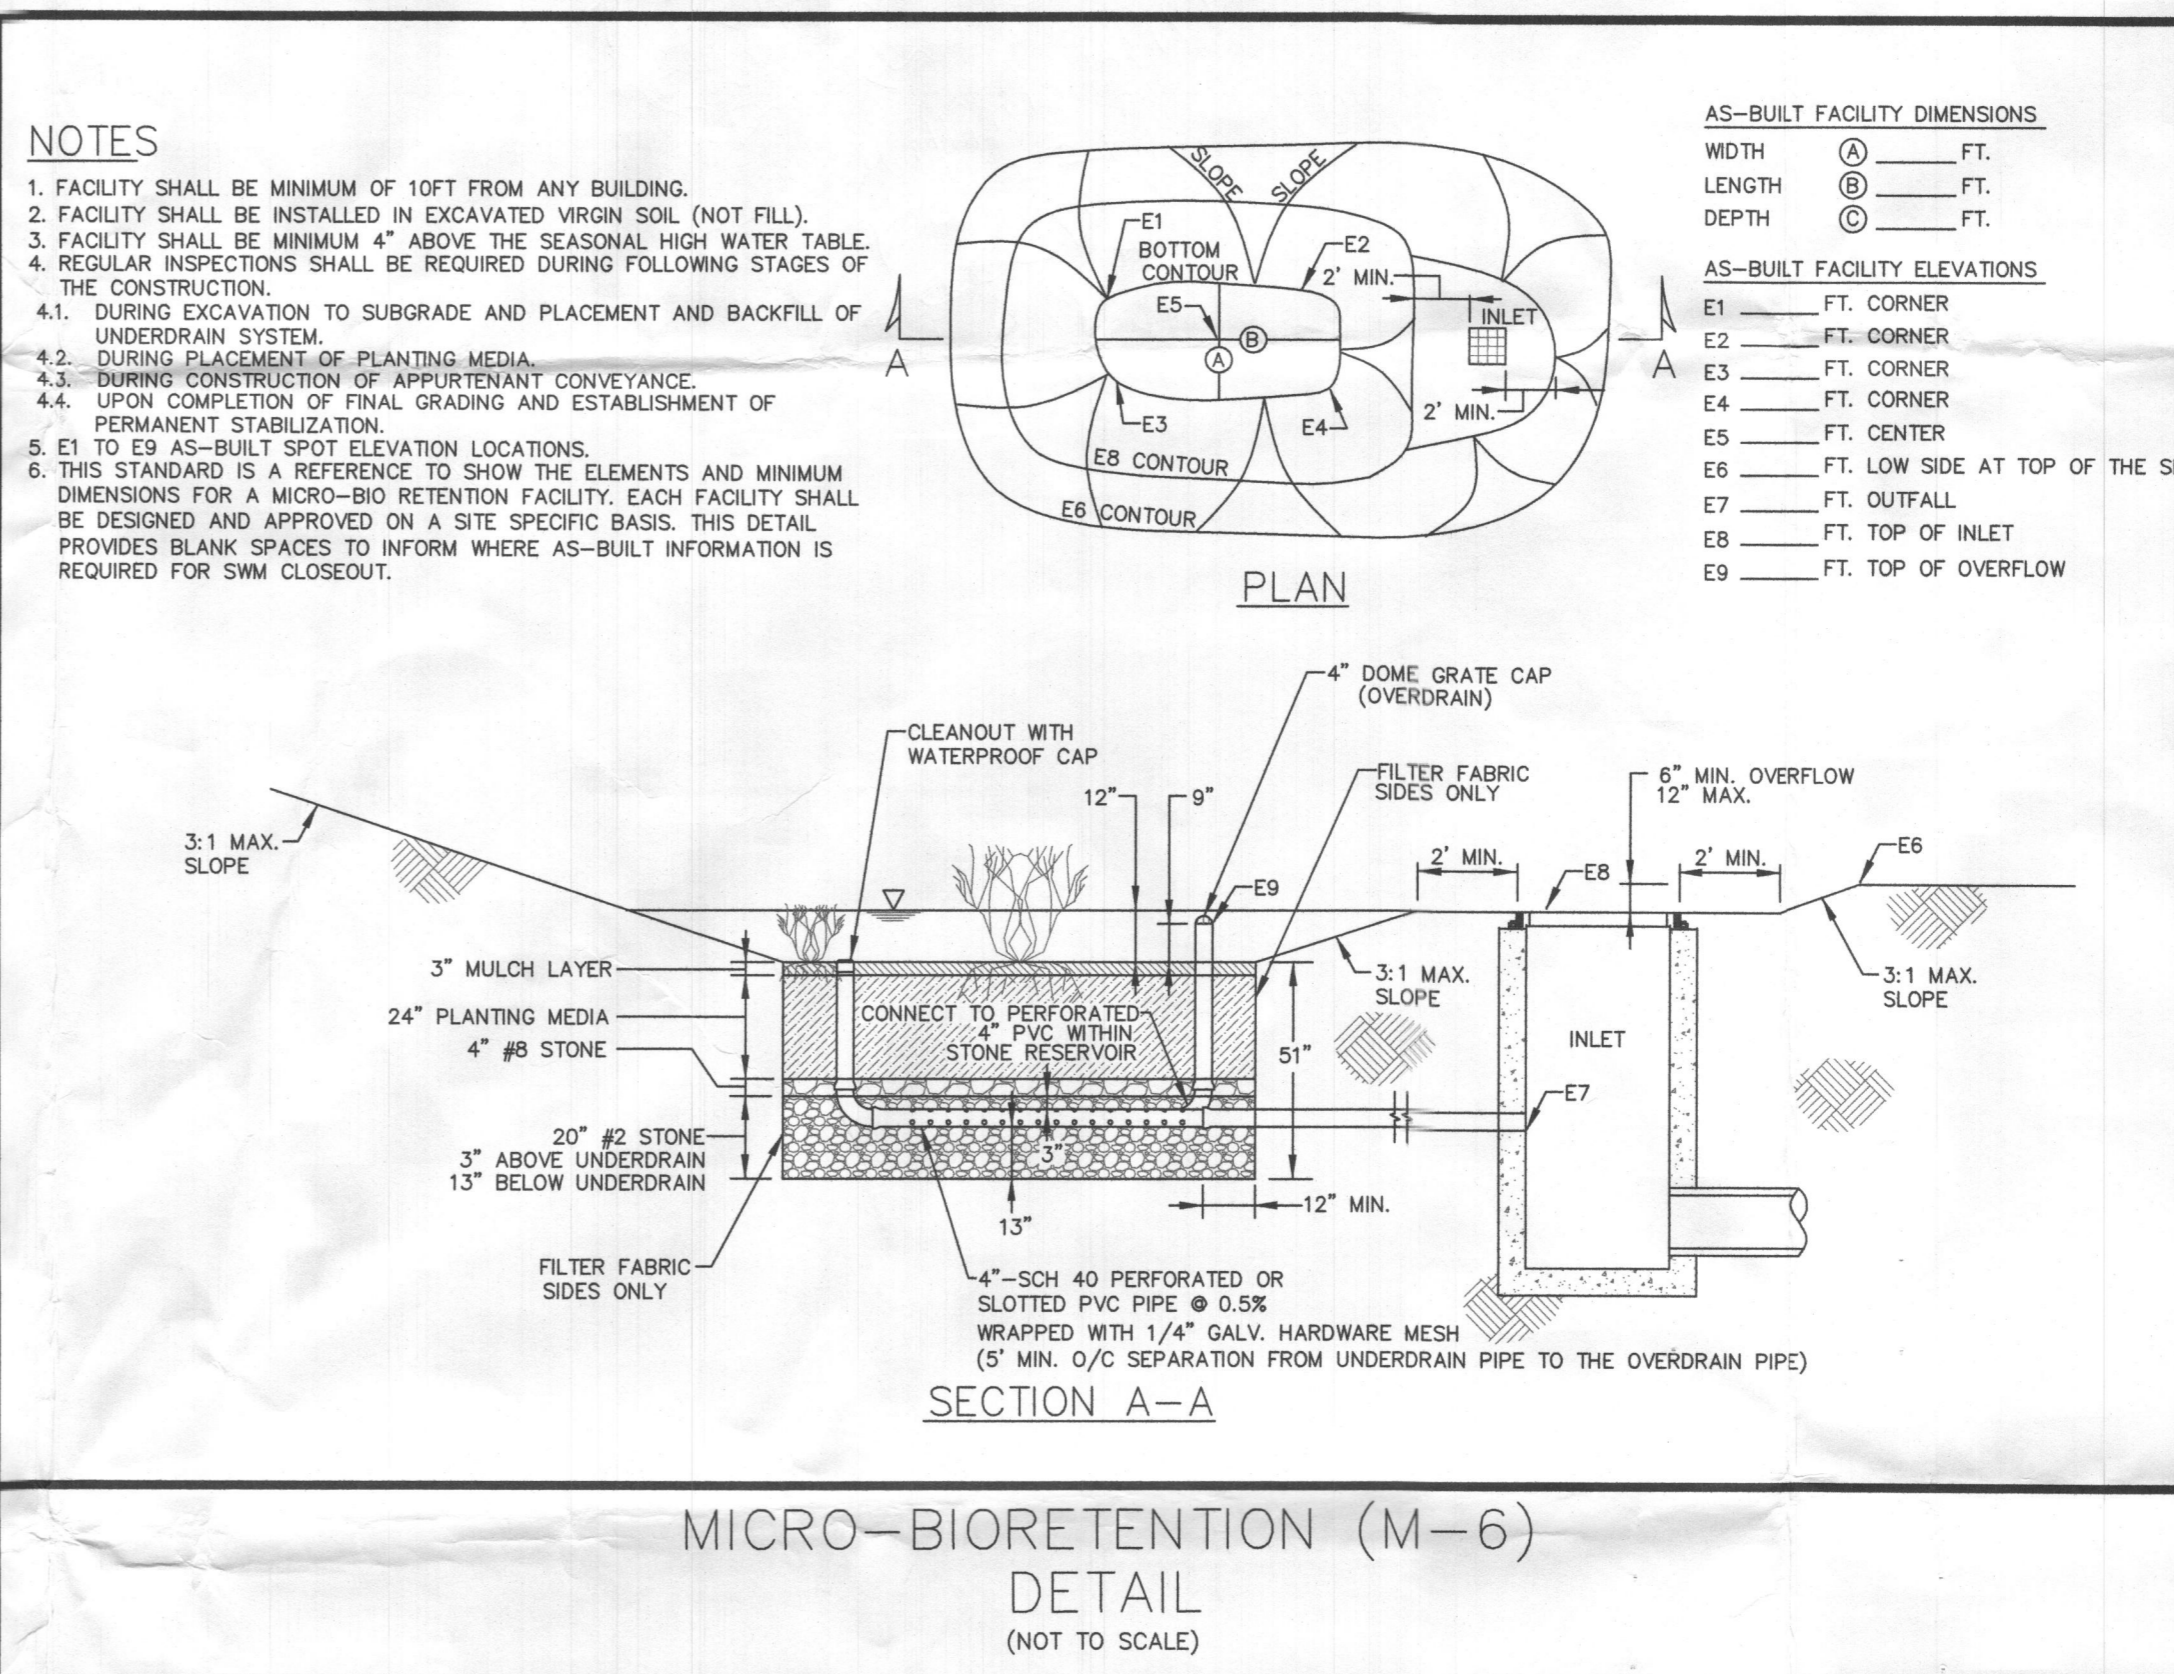 NOTES
1. FACILITY SHALL BE MINIMUM OF 10FT FROM ANY BUILDING.
2. FACILITY SHALL BE INSTALLED IN EXCAVATED VIRGIN SOIL (NOT FILL).
3. FACILITY SHALL BE MINIMUM 4" ABOVE THE SEASONAL HIGH WATER TABLE.
4. REGULAR INSPECTIONS SHALL BE REQUIRED DURING FOLLOWING STAGES OF
THE CONSTRUCTION.
4.1. DURING EXCAVATION TO SUBGRADE AND PLACEMENT AND BACKFILL OF
UNDERDRAIN SYSTEM.
4.2. DURING PLACEMENT OF PLANTING MEDIA.
4.3. DURING CONSTRUCTION OF APPURTENANT CONVEYANCE.
4.4. UPON COMPLETION OF FINAL GRADING AND ESTABLISHMENT OF
PERMANENT STABILIZATION.
5. E1 TO E9 AS-BUILT SPOT ELEVATION LOCATIONS.
6. THIS STANDARD IS A REFERENCE TO SHOW THE ELEMENTS AND MINIMUM
DIMENSIONS FOR A MICRO-BIO RETENTION FACILITY. EACH FACILITY SHALL
BE DESIGNED AND APPROVED ON A SITE SPECIFIC BASIS. THIS DETAIL
PROVIDES BLANK SPACES TO INFORM WHERE AS-BUILT INFORMATION IS
REQUIRED FOR SWM CLOSEOUT.
SLOPE
SLOPE
E1
BOTTOM
CONTOUR
E2
2' MIN.
E5
INLET
B
A
A
A
2' MIN.
E3
E4
E8 CONTOUR
E6 CONTOUR
PLAN
AS-BUILT FACILITY DIMENSIONS
WIDTH A ______ FT.
LENGTH B ______ FT.
DEPTH C ______ FT.
AS-BUILT FACILITY ELEVATIONS
E1 ______ FT. CORNER
E2 ______ FT. CORNER
E3 ______ FT. CORNER
E4 ______ FT. CORNER
E5 ______ FT. CENTER
E6 ______ FT. LOW SIDE AT TOP OF THE
E7 ______ FT. OUTFALL
E8 ______ FT. TOP OF INLET
E9 ______ FT. TOP OF OVERFLOW
4" DOME GRATE CAP
(OVERDRAIN)
CLEANOUT WITH
WATERPROOF CAP
12"
9"
FILTER FABRIC
SIDES ONLY
6" MIN. OVERFLOW
12" MAX.
3:1 MAX.
SLOPE
2' MIN.
E8
2' MIN.
E6
E9
3" MULCH LAYER
3:1 MAX.
SLOPE
3:1 MAX.
SLOPE
24" PLANTING MEDIA
CONNECT TO PERFORATED
4" PVC WITHIN
STONE RESERVOIR
4" #8 STONE
51"
INLET
E7
20" #2 STONE
3" ABOVE UNDERDRAIN
13" BELOW UNDERDRAIN
3"
12" MIN.
13"
FILTER FABRIC
SIDES ONLY
4"-SCH 40 PERFORATED OR
SLOTTED PVC PIPE @ 0.5%
WRAPPED WITH 1/4" GALV. HARDWARE MESH
(5' MIN. O/C SEPARATION FROM UNDERDRAIN PIPE TO THE OVERDRAIN PIPE)
SECTION A-A
MICRO-BIORETENTION (M-6)
DETAIL
(NOT TO SCALE)